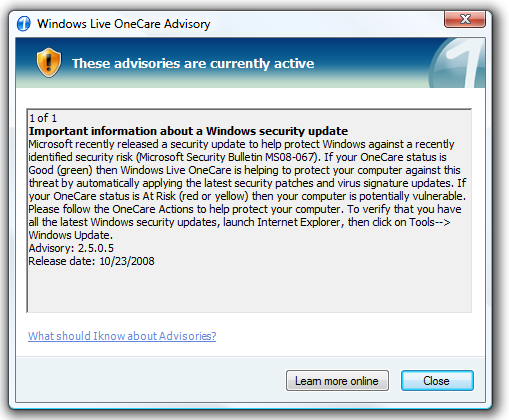 Windows Live OneCare Advisory
These advisories are currently active
1 of 1
Important information about a Windows security update
Microsoft recently released a security update to help protect Windows against a recently
identified security risk (Microsoft Security Bulletin MS08-067). If your OneCare status is
Good (green) then Windows Live OneCare is helping to protect your computer against this
threat by automatically applying the latest security patches and virus signature updates. If
your OneCare status is At Risk (red or yellow) then your computer is potentially vulnerable.
Please follow the OneCare Actions to help protect your computer. To verify that you have
all the latest Windows security updates, launch Internet Explorer, then click on Tools-->
Windows Update.
Advisory: 2.5.0.5
Release date: 10/23/2008
What should I know about Advisories?
Learn more online
Close